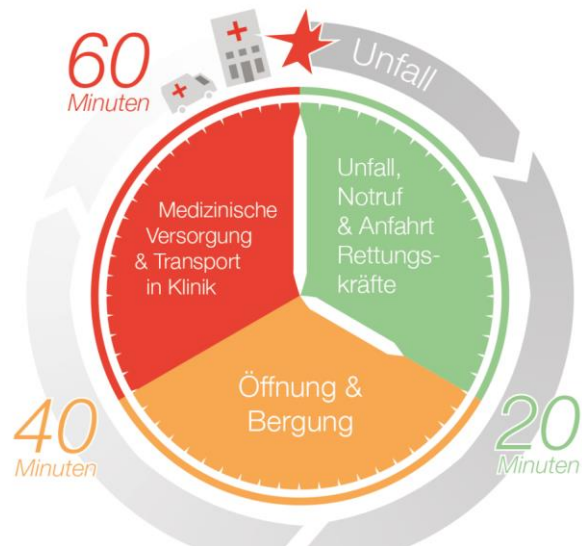 Unfall
60
Minuten
Unfall,
Notruf
& Anfahrt
Rettungs-
kräfte
Medizinische
Versorgung
& Transport
in Klinik
Öffnung &
Bergung
40
Minuten
20
Minuten